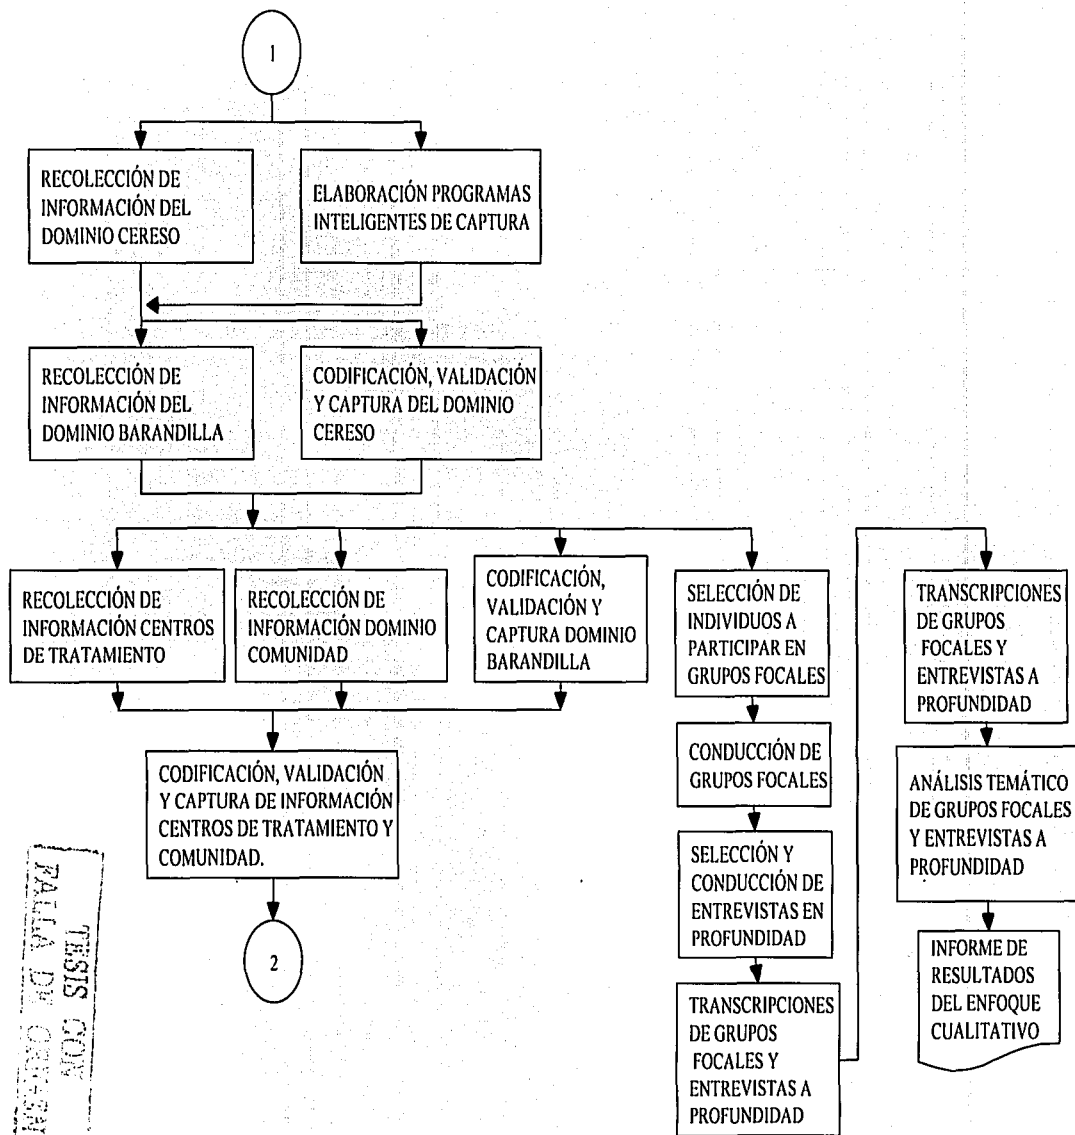 1
RECOLECCIÓN DE
INFORMACIÓN DEL
DOMINIO CERESO
ELABORACIÓN PROGRAMAS
INTELIGENTES DE CAPTURA
RECOLECCIÓN DE
INFORMACIÓN DEL
DOMINIO BARANDILLA
CODIFICACIÓN, VALIDACIÓN
Y CAPTURA DEL DOMINIO
CERESO
RECOLECCIÓN DE
INFORMACIÓN CENTROS
DE TRATAMIENTO
RECOLECCIÓN DE
INFORMACIÓN DOMINIO
COMUNIDAD
CODIFICACIÓN,
VALIDACIÓN Y
CAPTURA DOMINIO
BARANDILLA
CODIFICACIÓN, VALIDACIÓN
Y CAPTURA DE INFORMACIÓN
CENTROS DE TRATAMIENTO Y
COMUNIDAD.
2
SELECCIÓN DE
INDIVIDUOS A
PARTICIPAR EN
GRUPOS FOCALES
CONDUCCIÓN DE
GRUPOS FOCALES
SELECCIÓN Y
CONDUCCIÓN DE
ENTREVISTAS EN
PROFUNDIDAD
TRANSCRIPCIONES
DE GRUPOS
FOCALES Y
ENTREVISTAS A
PROFUNDIDAD
TRANSCRIPCIONES
DE GRUPOS
FOCALES Y
ENTREVISTAS A
PROFUNDIDAD
ANÁLISIS TEMÁTICO
DE GRUPOS FOCALES
Y ENTREVISTAS A
PROFUNDIDAD
INFORME DE
RESULTADOS
DEL ENFOQUE
CUALITATIVO
TESIS CON
FALLA DE ORIGEN